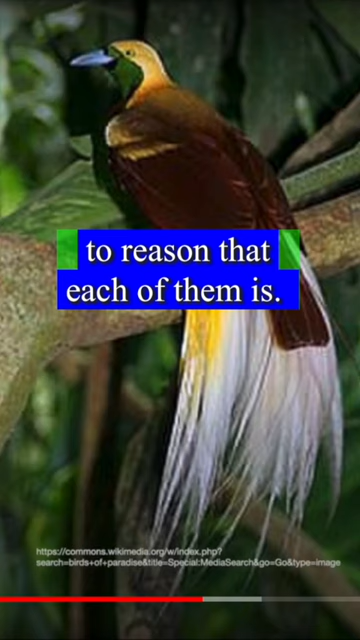 to reason that
each of them is.
https://commons.wikimedia.org/w/index.php?
search=birds+of+paradise&title=Special:MediaSearch&go=Go&type=image